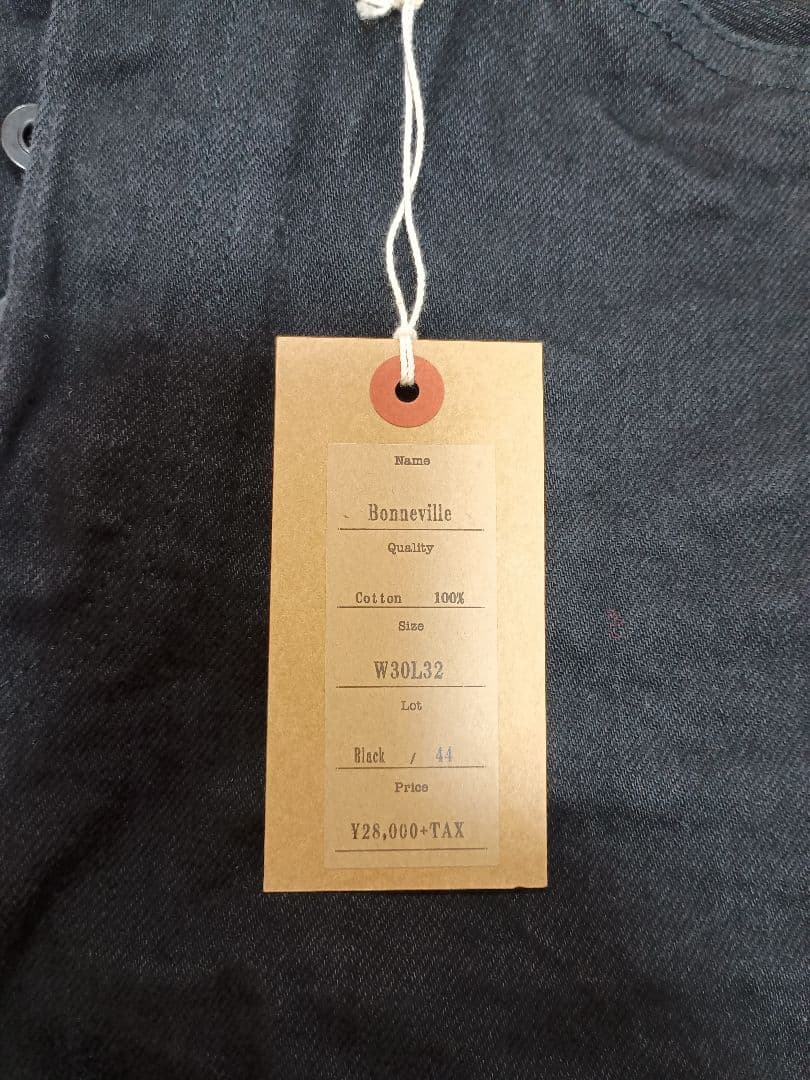 Name
Bonneville
Quality
Cotton 100%
Size
W30L32
Lot
Black / 44
Price
¥28,000+TAX